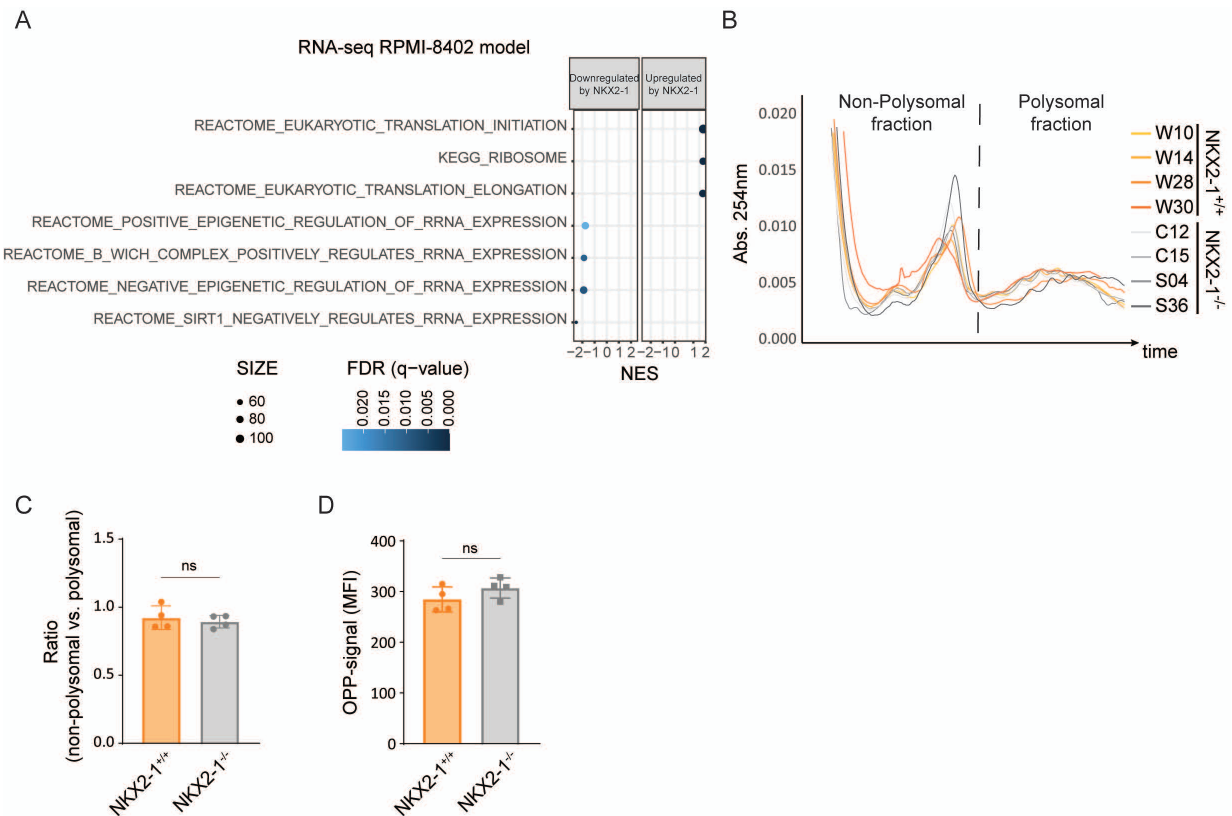 A
RNA-seq RPMI-8402 model
Downregulated
by NKX2-1
Upregulated
by NKX2-1
REACTOME_EUKARYOTIC_TRANSLATION_INITIATION
KEGG_RIBOSOME
REACTOME_EUKARYOTIC_TRANSLATION_ELONGATION
REACTOME_POSITIVE_EPIGENETIC_REGULATION_OF_RRNA_EXPRESSION
REACTOME_B_WICH_COMPLEX_POSITIVELY_REGULATES_RRNA_EXPRESSION
REACTOME_NEGATIVE_EPIGENETIC_REGULATION_OF_RRNA_EXPRESSION
REACTOME_SIRT1_NEGATIVELY_REGULATES_RRNA_EXPRESSION
−2−1 0 1 2
−2−1 0 1 2
NES
SIZE
60
80
100
FDR (q−value)
0.020
0.015
0.010
0.005
0.000
B
Non-Polysomal
fraction
Polysomal
fraction
Abs. 254nm
0.020
0.015
0.010
0.005
0.000
time
W10
W14
W28
W30
C12
C15
S04
S36
NKX2-1+/+
NKX2-1-/-
C
Ratio
(non-polysomal vs. polysomal)
1.5
1.0
0.5
0.0
ns
NKX2-1+/+
NKX2-1-/-
D
OPP-signal (MFI)
400
300
200
100
0
ns
NKX2-1+/+
NKX2-1-/-